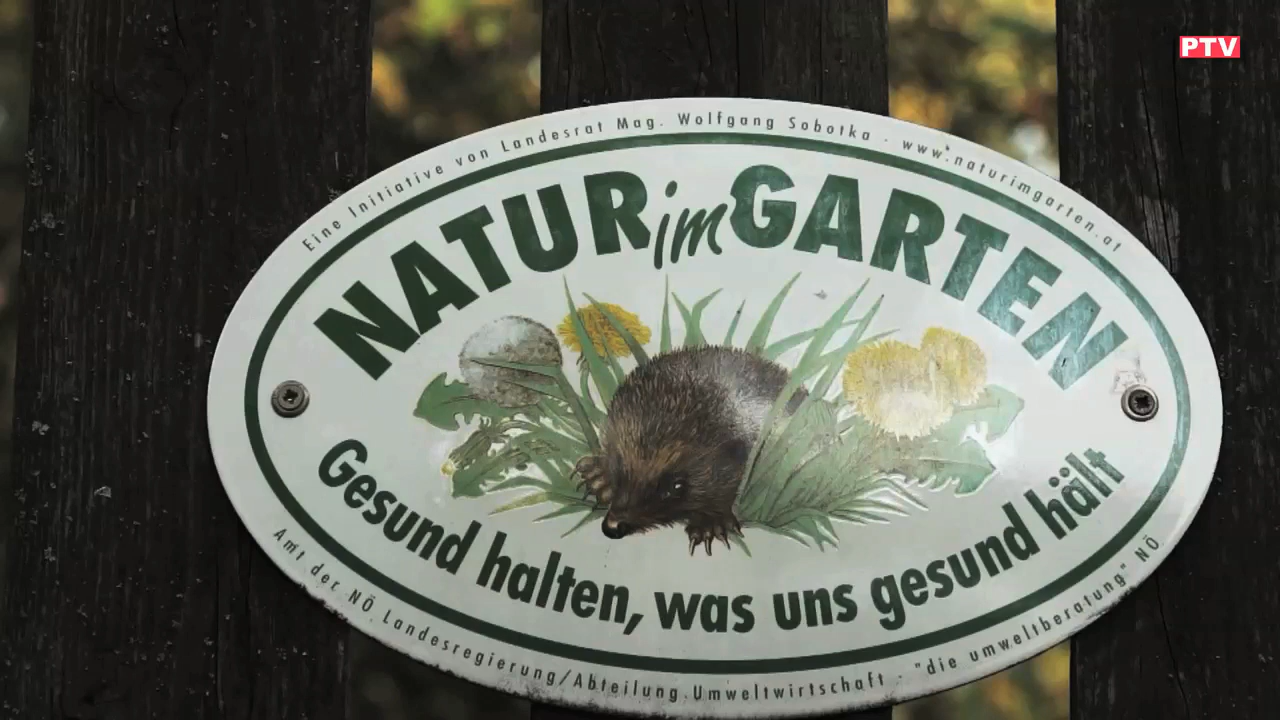 PTV
Eine Initiative von Landesrat Mag. Wolfgang Sobotka - www.naturimgarten.at
NATUR im GARTEN
Gesund halten, was uns gesund hält
Amt der NÖ Landesregierung/Abteilung Umweltwirtschaft - "die umweltberatung" NÖ